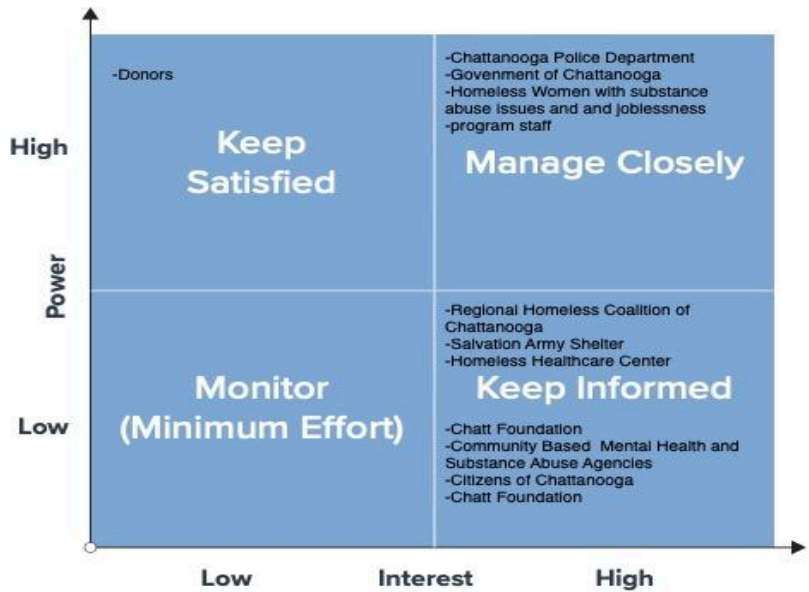 -Donors
Keep
Satisfied
-Chattanooga Police Department
-Govenment of Chattanooga
-Homeless Women with substance
abuse issues and and joblessness
-program staff
Manage Closely
High
Power
Low
Monitor
(Minimum Effort)
-Regional Homeless Coalition of
Chattanooga
-Salvation Army Shelter
-Homeless Healthcare Center
Keep Informed
-Chatt Foundation
-Community Based Mental Health and
Substance Abuse Agencies
-Citizens of Chattanooga
-Chatt Foundation
Low
Interest
High